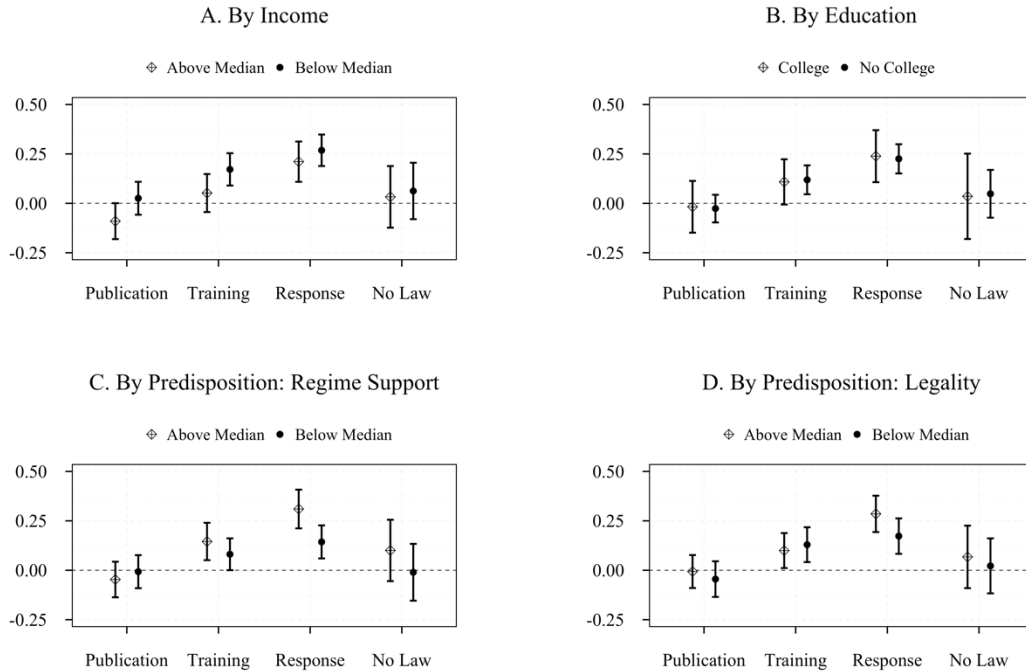 A. By Income
Above Median Below Median
0.50
0.25
0.00
-0.25
Publication Training Response No Law
B. By Education
College No College
0.50
0.25
0.00
-0.25
Publication Training Response No Law
C. By Predisposition: Regime Support
Above Median Below Median
0.50
0.25
0.00
-0.25
Publication Training Response No Law
D. By Predisposition: Legality
Above Median Below Median
0.50
0.25
0.00
-0.25
Publication Training Response No Law